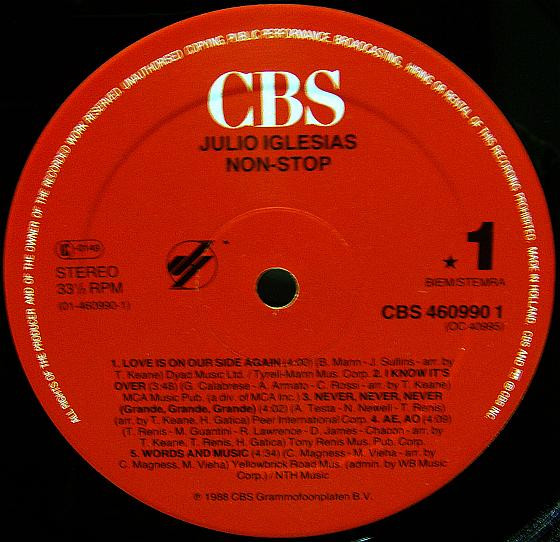 ALL RIGHTS OF THE PRODUCER AND OF THE OWNER OF THE RECORDED WORK RESERVED. UNAUTHORISED COPYING, PUBLIC PERFORMANCE, BROADCASTING, HIRING OR RENTAL OF THIS RECORDING PROHIBITED. MADE IN HOLLAND. CBS AND ® CBS INC.
CBS
JULIO IGLESIAS
NON-STOP
STEREO
33⅓ RPM
(01-460990-1)
★ 1
BIEM/STEMRA
CBS 460990 1
(OC 40995)
1. LOVE IS ON OUR SIDE AGAIN (4:00) (B. Mann - J. Sullins - arr. by
T. Keane) Dyad Music Ltd. / Tyrell-Mann Mus. Corp. 2. I KNOW IT'S
OVER (3:48) (G. Calabrese - A. Armato - C. Rossi - arr. by T. Keane)
MCA Music Pub. (a div. of MCA Inc.) 3. NEVER, NEVER, NEVER
(Grande, Grande, Grande) (4:02) (A. Testa - N. Newell - T. Renis)
(arr. by T. Keane, H. Gatica) Peer International Corp. 4. AE, AO (4:09)
(T. Renis - M. Guantini - R. Lawrence - D. James - Chacon - arr. by
T. Keane, T. Renis, H. Gatica) Tony Renis Mus. Pub. Corp.
5. WORDS AND MUSIC (4:34) (C. Magness - M. Vieha - arr. by
C. Magness, M. Vieha) Yellowbrick Road Mus. (admin. by WB Music
Corp.) / NTH Music
℗ 1988 CBS Grammofoonplaten B.V.